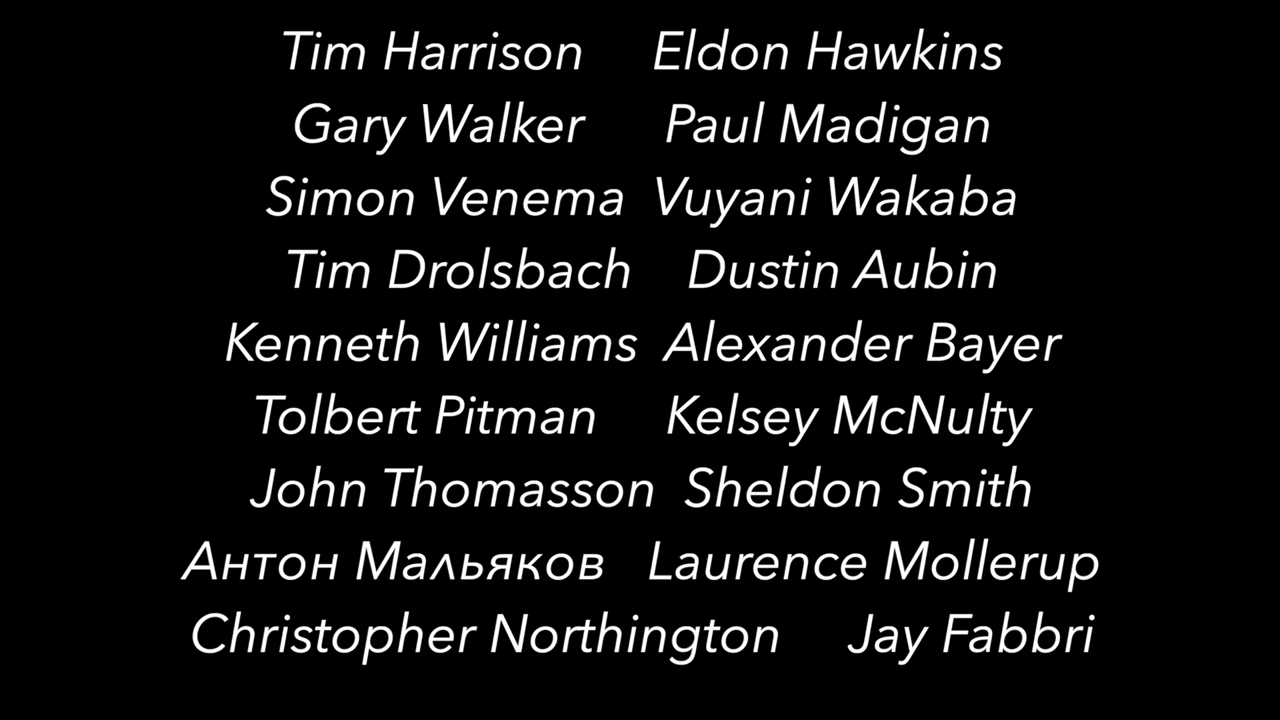 Tim Harrison Eldon Hawkins
Gary Walker Paul Madigan
Simon Venema Vuyani Wakaba
Tim Drolsbach Dustin Aubin
Kenneth Williams Alexander Bayer
Tolbert Pitman Kelsey McNulty
John Thomasson Sheldon Smith
Антон Мальяков Laurence Mollerup
Christopher Northington Jay Fabbri